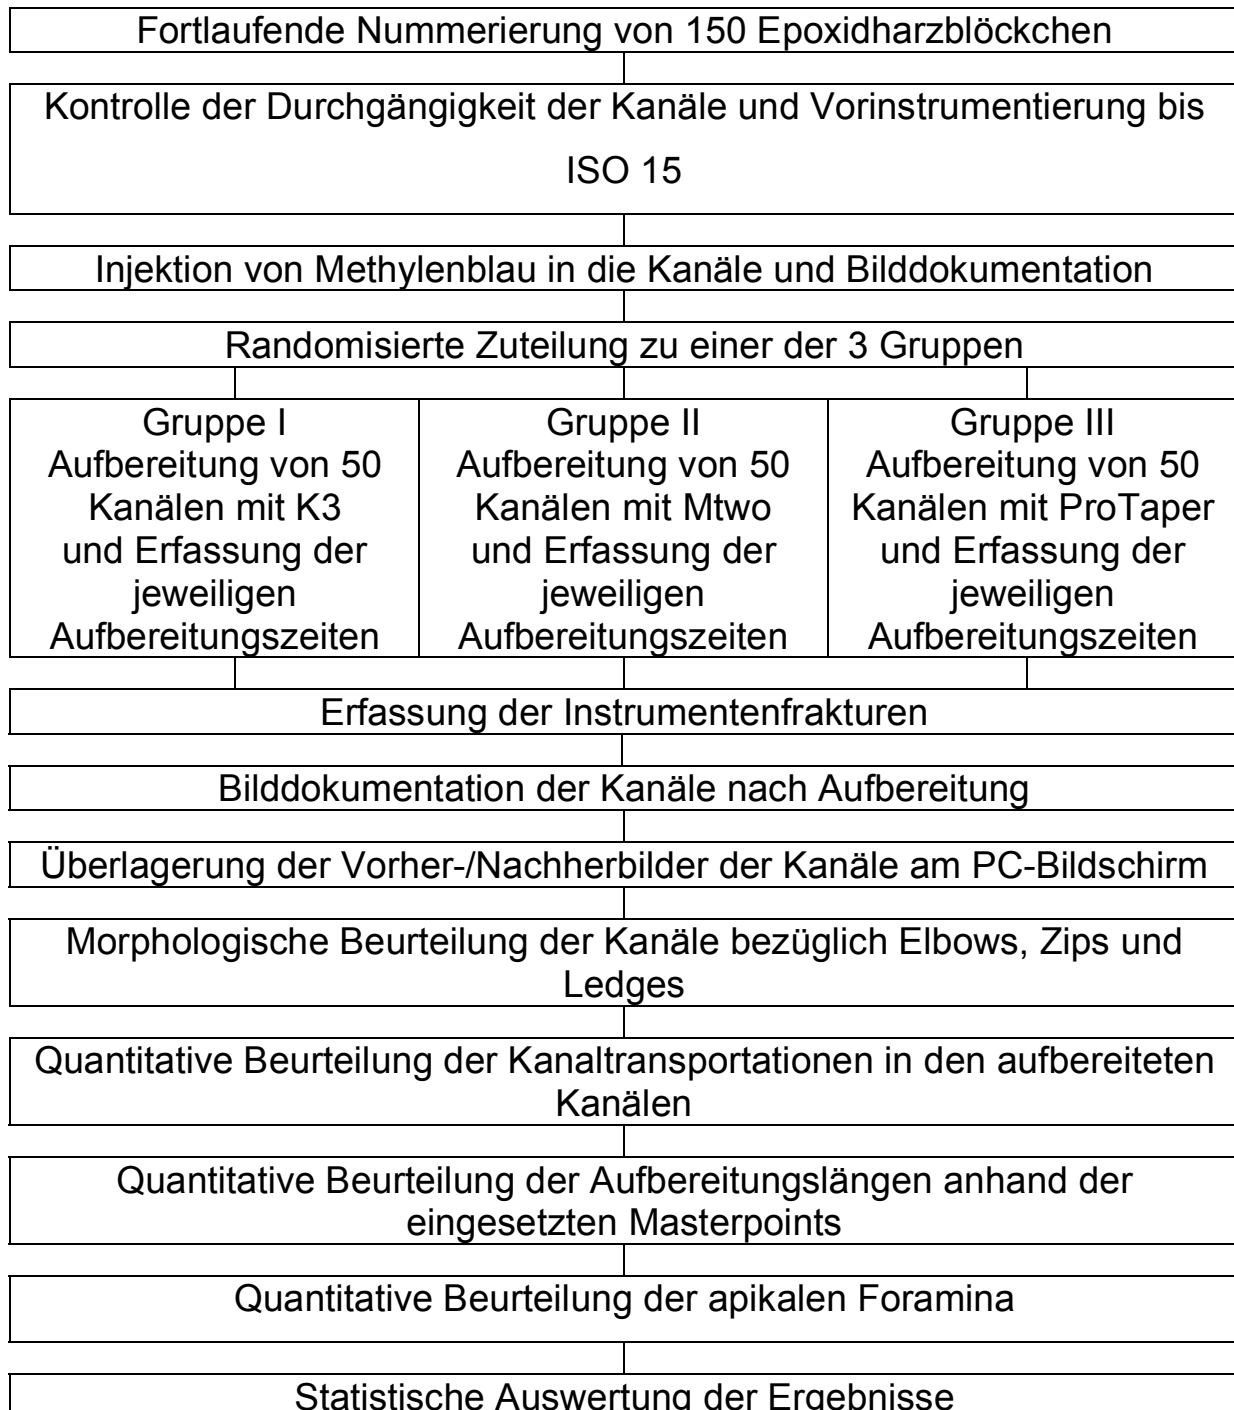 Fortlaufende Nummerierung von 150 Epoxidharzblöckchen
Kontrolle der Durchgängigkeit der Kanäle und Vorinstrumentierung bis
ISO 15
Injektion von Methylenblau in die Kanäle und Bilddokumentation
Randomisierte Zuteilung zu einer der 3 Gruppen
Gruppe I
Aufbereitung von 50
Kanälen mit K3
und Erfassung der
jeweiligen
Aufbereitungszeiten
Gruppe II
Aufbereitung von 50
Kanälen mit Mtwo
und Erfassung der
jeweiligen
Aufbereitungszeiten
Gruppe III
Aufbereitung von 50
Kanälen mit ProTaper
und Erfassung der
jeweiligen
Aufbereitungszeiten
Erfassung der Instrumentenfrakturen
Bilddokumentation der Kanäle nach Aufbereitung
Überlagerung der Vorher-/Nachherbilder der Kanäle am PC-Bildschirm
Morphologische Beurteilung der Kanäle bezüglich Elbows, Zips und
Ledges
Quantitative Beurteilung der Kanaltransportationen in den aufbereiteten
Kanälen
Quantitative Beurteilung der Aufbereitungslängen anhand der
eingesetzten Masterpoints
Quantitative Beurteilung der apikalen Foramina
Statistische Auswertung der Ergebnisse